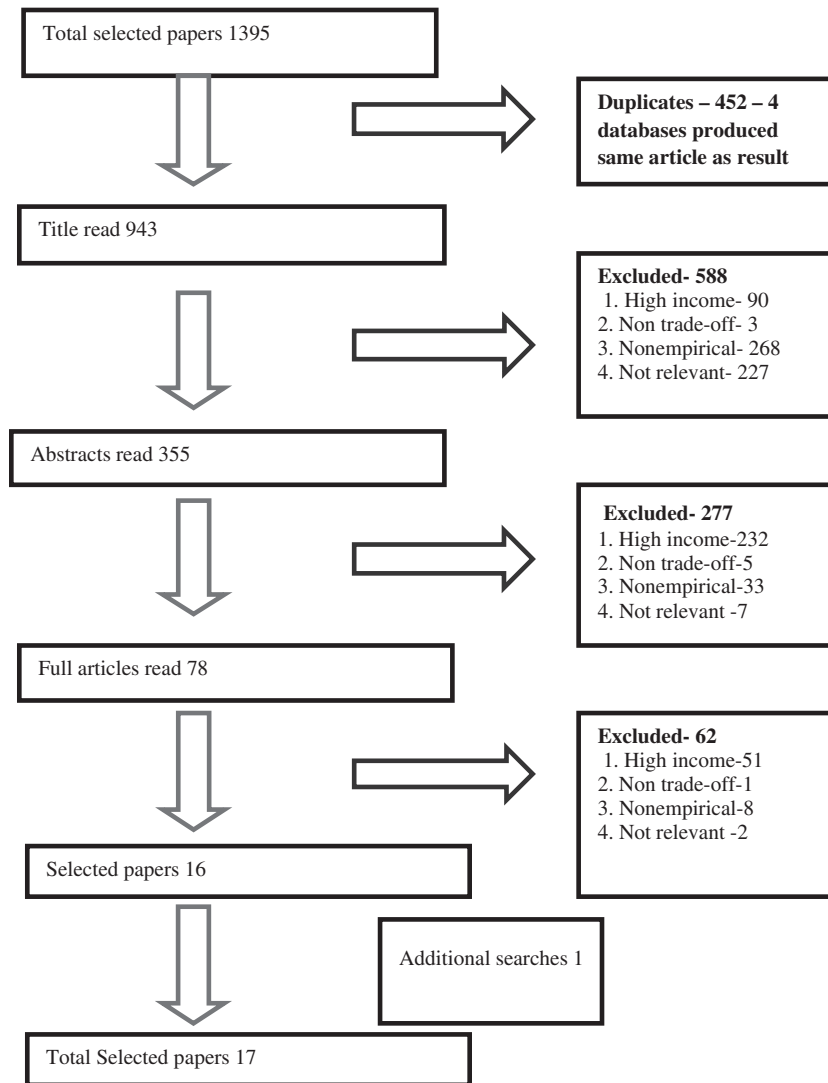 Total selected papers 1395
Duplicates – 452 – 4
databases produced
same article as result
Title read 943
Excluded- 588
1. High income- 90
2. Non trade-off- 3
3. Nonempirical- 268
4. Not relevant- 227
Abstracts read 355
Excluded- 277
1. High income-232
2. Non trade-off-5
3. Nonempirical-33
4. Not relevant -7
Full articles read 78
Excluded- 62
1. High income-51
2. Non trade-off-1
3. Nonempirical-8
4. Not relevant -2
Selected papers 16
Additional searches 1
Total Selected papers 17